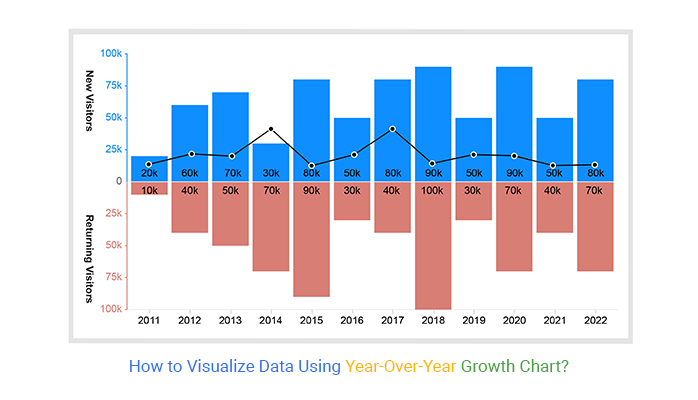 100k
75k
50k
25k
0
25k
50k
75k
100k
New Visitors
Returning Visitors
20k 60k 70k 30k 80k 50k 80k 90k 50k 90k 50k 80k
10k 40k 50k 70k 90k 30k 40k 100k 30k 70k 40k 70k
2011 2012 2013 2014 2015 2016 2017 2018 2019 2020 2021 2022
How to Visualize Data Using Year-Over-Year Growth Chart?